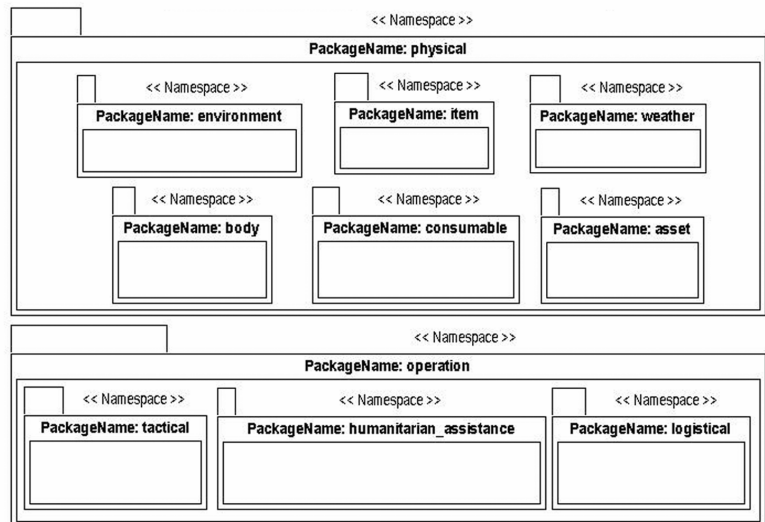 << Namespace >>
PackageName: physical
<< Namespace >>
PackageName: environment
<< Namespace >>
PackageName: item
<< Namespace >>
PackageName: weather
<< Namespace >>
PackageName: body
<< Namespace >>
PackageName: consumable
<< Namespace >>
PackageName: asset
<< Namespace >>
PackageName: operation
<< Namespace >>
PackageName: tactical
<< Namespace >>
PackageName: humanitarian_assistance
<< Namespace >>
PackageName: logistical